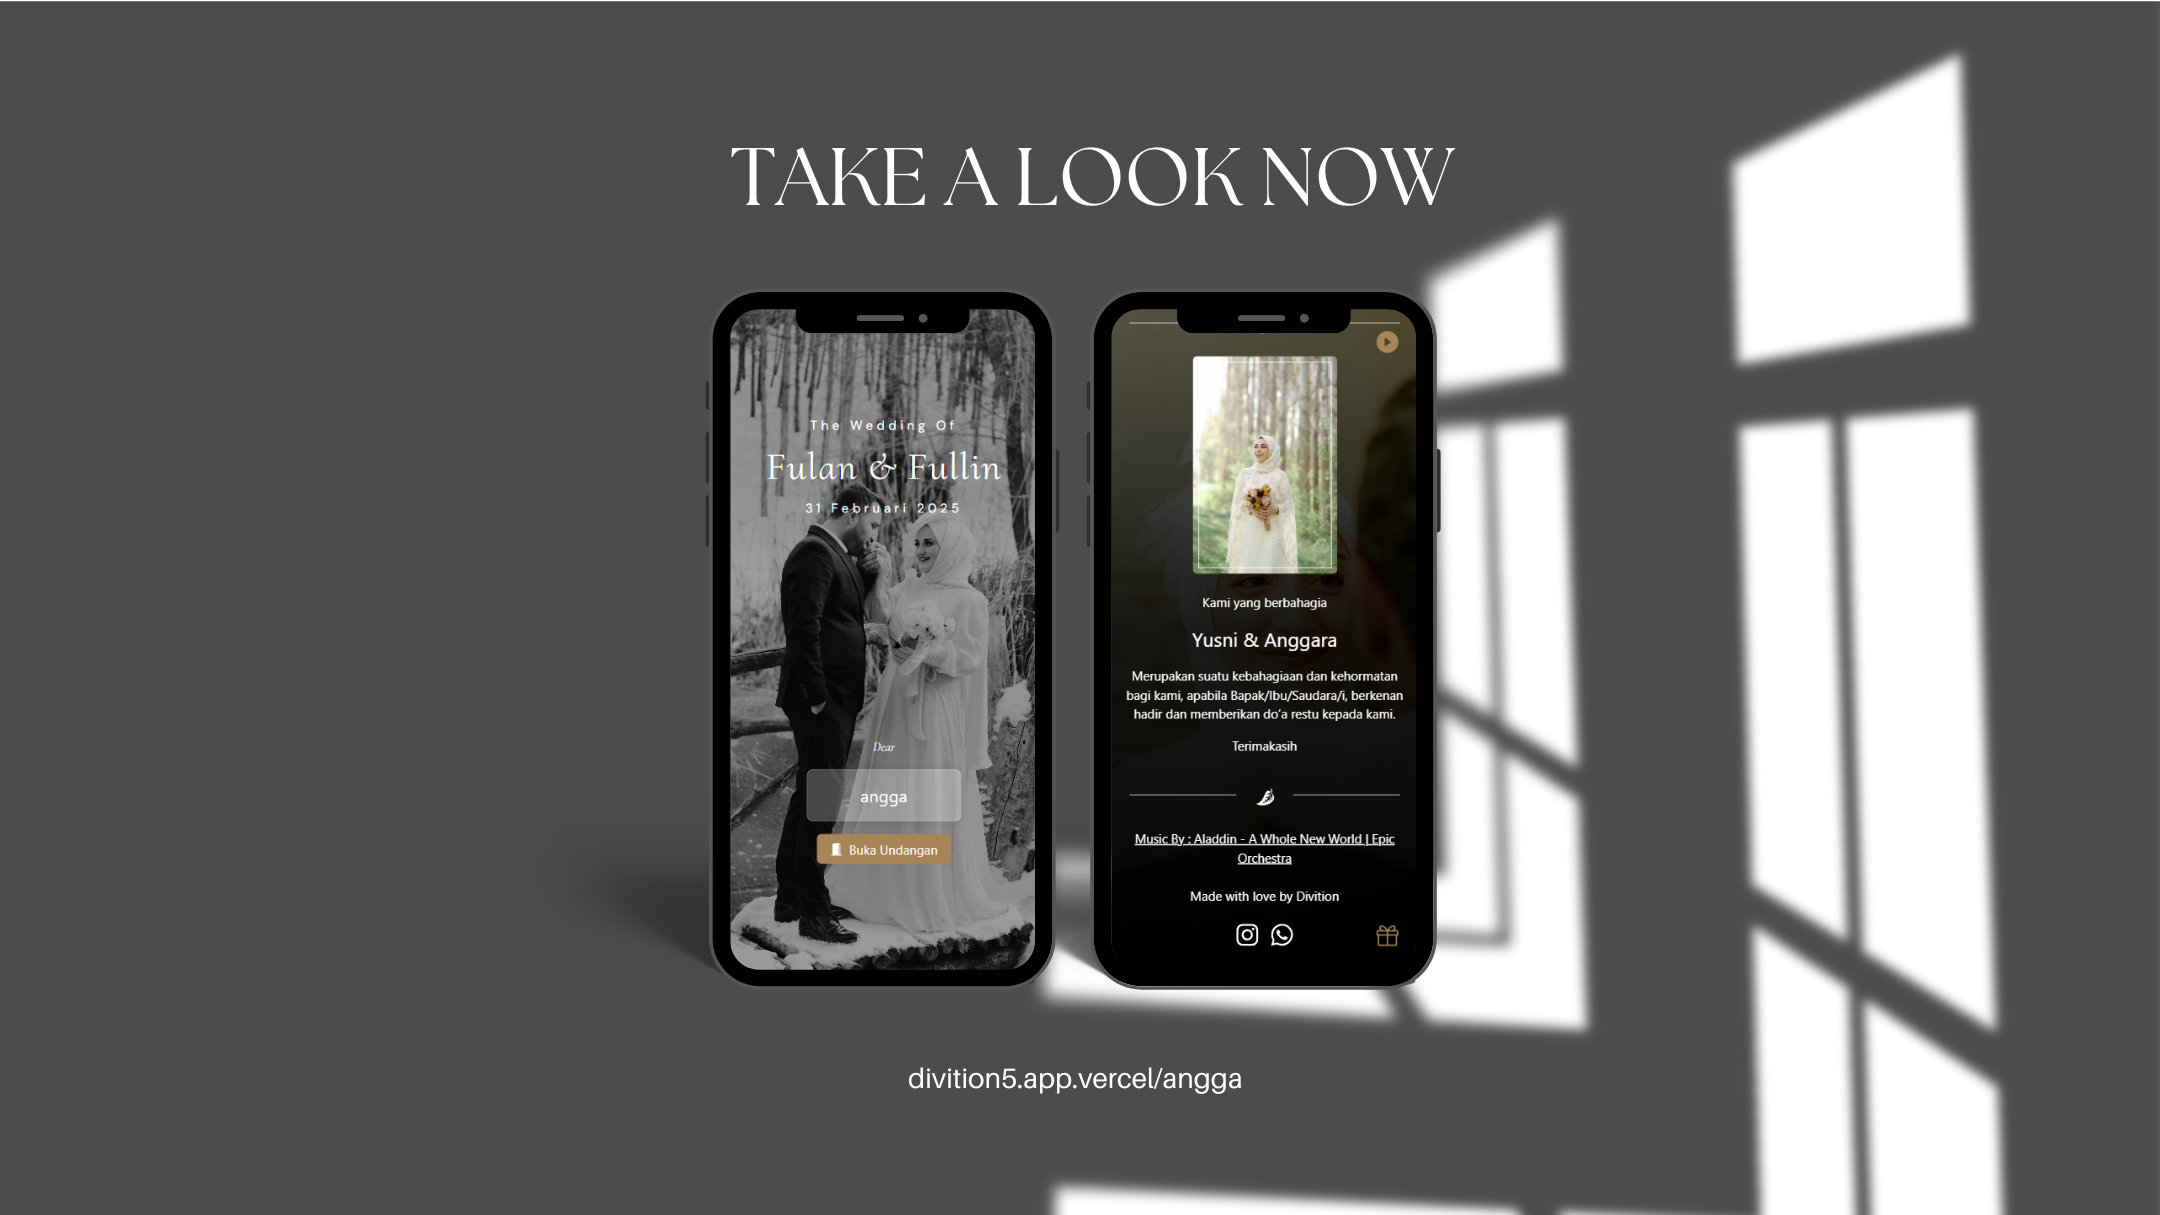 TAKE A LOOK NOW
The Wedding Of
Fulan & Fullin
31 Februari 2025
Dear
angga
Buka Undangan
Kami yang berbahagia
Yusni & Anggara
Merupakan suatu kebahagiaan dan kehormatan
bagi kami, apabila Bapak/Ibu/Saudara/i, berkenan
hadir dan memberikan do'a restu kepada kami.
Terimakasih
Music By : Aladdin - A Whole New World | Epic
Orchestra
Made with love by Divition
divition5.app.vercel/angga